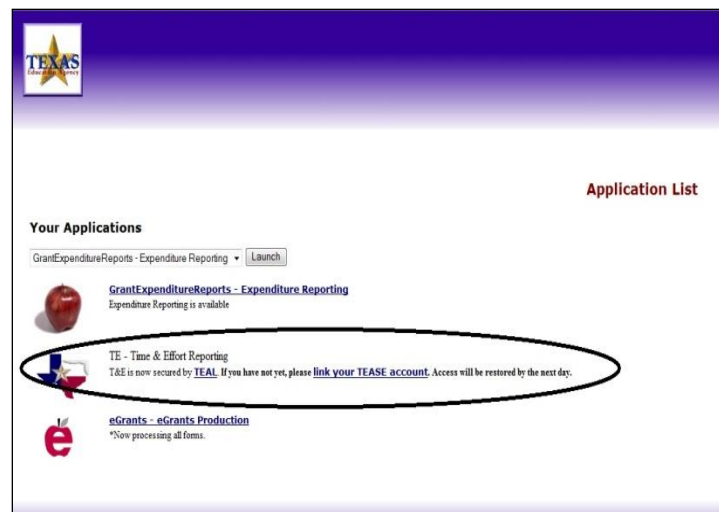 TEXAS
Education Agency
Application List
Your Applications
GrantExpenditureReports - Expenditure Reporting
Launch
GrantExpenditureReports - Expenditure Reporting
Expenditure Reporting is available
TE - Time & Effort Reporting
T&E is now secured by TEAL. If you have not yet, please link your TEASE account. Access will be restored by the next day.
eGrants - eGrants Production
*Now processing all forms.
e